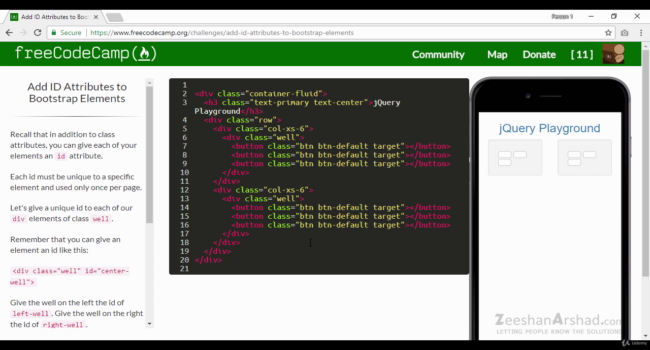 Add ID Attributes to Boo
Person 1
Secure
https://www.freecodecamp.org/challenges/add-id-attributes-to-bootstrap-elements
freeCodeCamp
Community Map Donate [ 11 ]
Add ID Attributes to
Bootstrap Elements
Recall that in addition to class
attributes, you can give each of your
elements an id attribute.
Each id must be unique to a specific
element and used only once per page.
Let's give a unique id to each of our
div elements of class well .
Remember that you can give an
element an id like this:
<div class="well" id="center-
well">
Give the well on the left the id of
left-well . Give the well on the right
the id of right-well .
1
2 <div class="container-fluid">
3 <h3 class="text-primary text-center">jQuery
Playground</h3>
4 <div class="row">
5 <div class="col-xs-6">
6 <div class="well">
7 <button class="btn btn-default target"></button>
8 <button class="btn btn-default target"></button>
9 <button class="btn btn-default target"></button>
10 </div>
11 </div>
12 <div class="col-xs-6">
13 <div class="well">
14 <button class="btn btn-default target"></button>
15 <button class="btn btn-default target"></button>
16 <button class="btn btn-default target"></button>
17 </div>
18 </div>
19 </div>
20 </div>
21
jQuery Playground
ZeeshanArshad.com
LETTING PEOPLE KNOW THE SOLUTIONS
Udemy